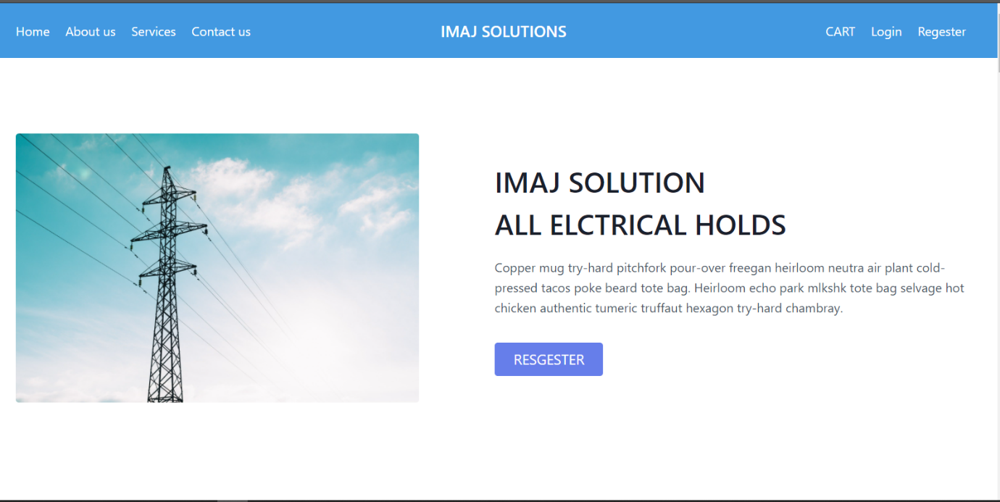 Home About us Services Contact us IMAJ SOLUTIONS CART Login Regester
IMAJ SOLUTION
ALL ELCTRICAL HOLDS
Copper mug try-hard pitchfork pour-over freegan heirloom neutra air plant cold-
pressed tacos poke beard tote bag. Heirloom echo park mlkshk tote bag selvage hot
chicken authentic tumeric truffaut hexagon try-hard chambray.
RESGESTER